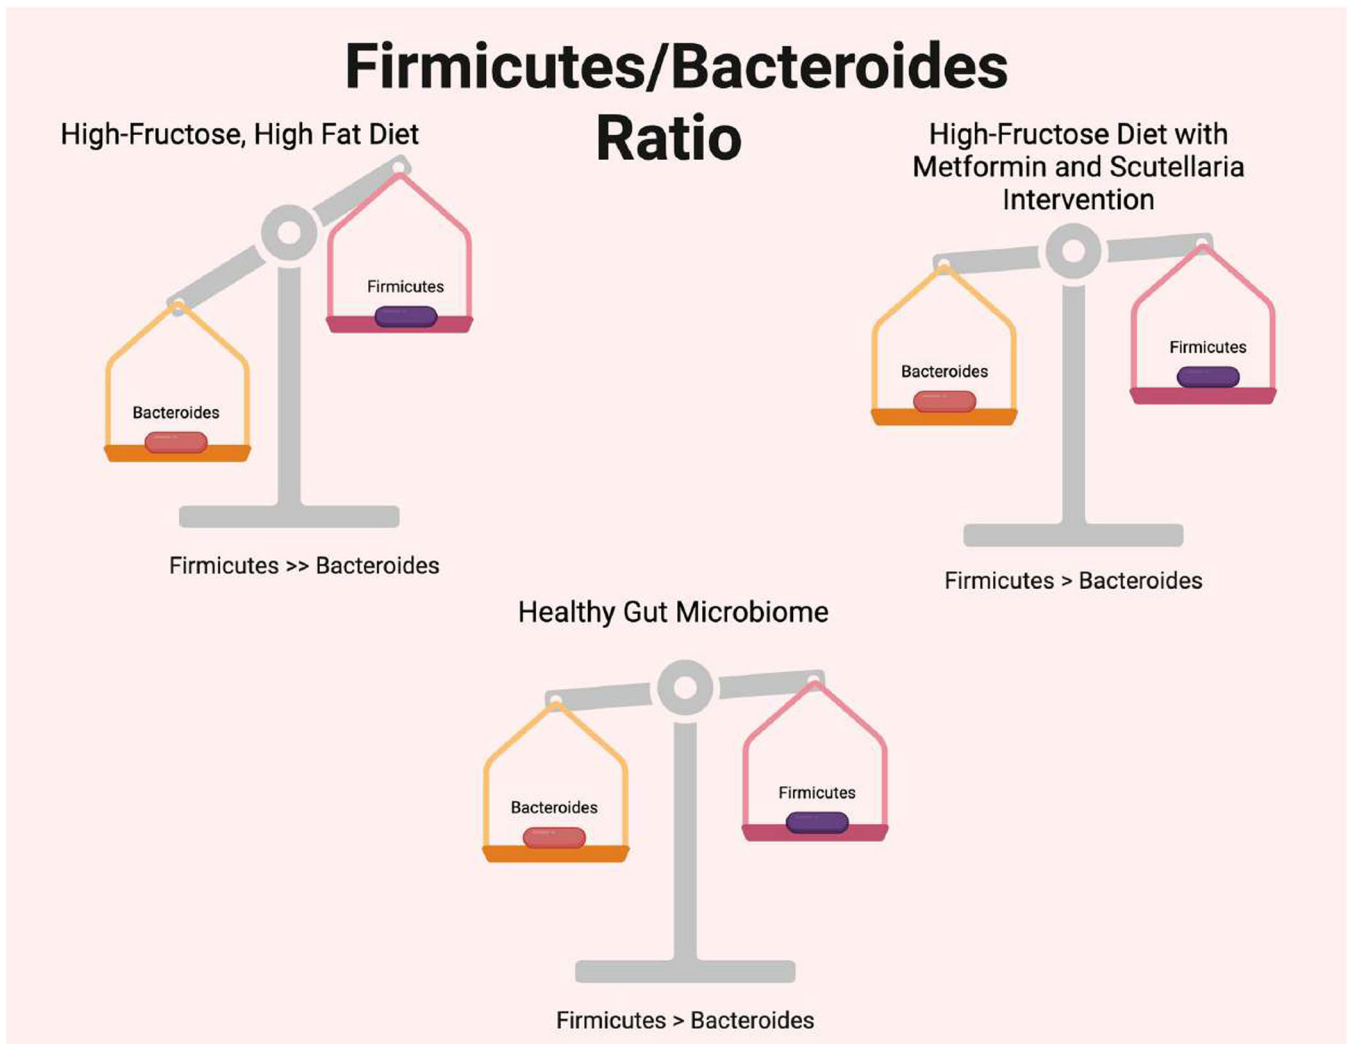 Firmicutes/Bacteroides
Ratio
High-Fructose, High Fat Diet
Firmicutes
Bacteroides
Firmicutes >> Bacteroides
High-Fructose Diet with
Metformin and Scutellaria
Intervention
Bacteroides
Firmicutes
Firmicutes > Bacteroides
Healthy Gut Microbiome
Bacteroides
Firmicutes
Firmicutes > Bacteroides